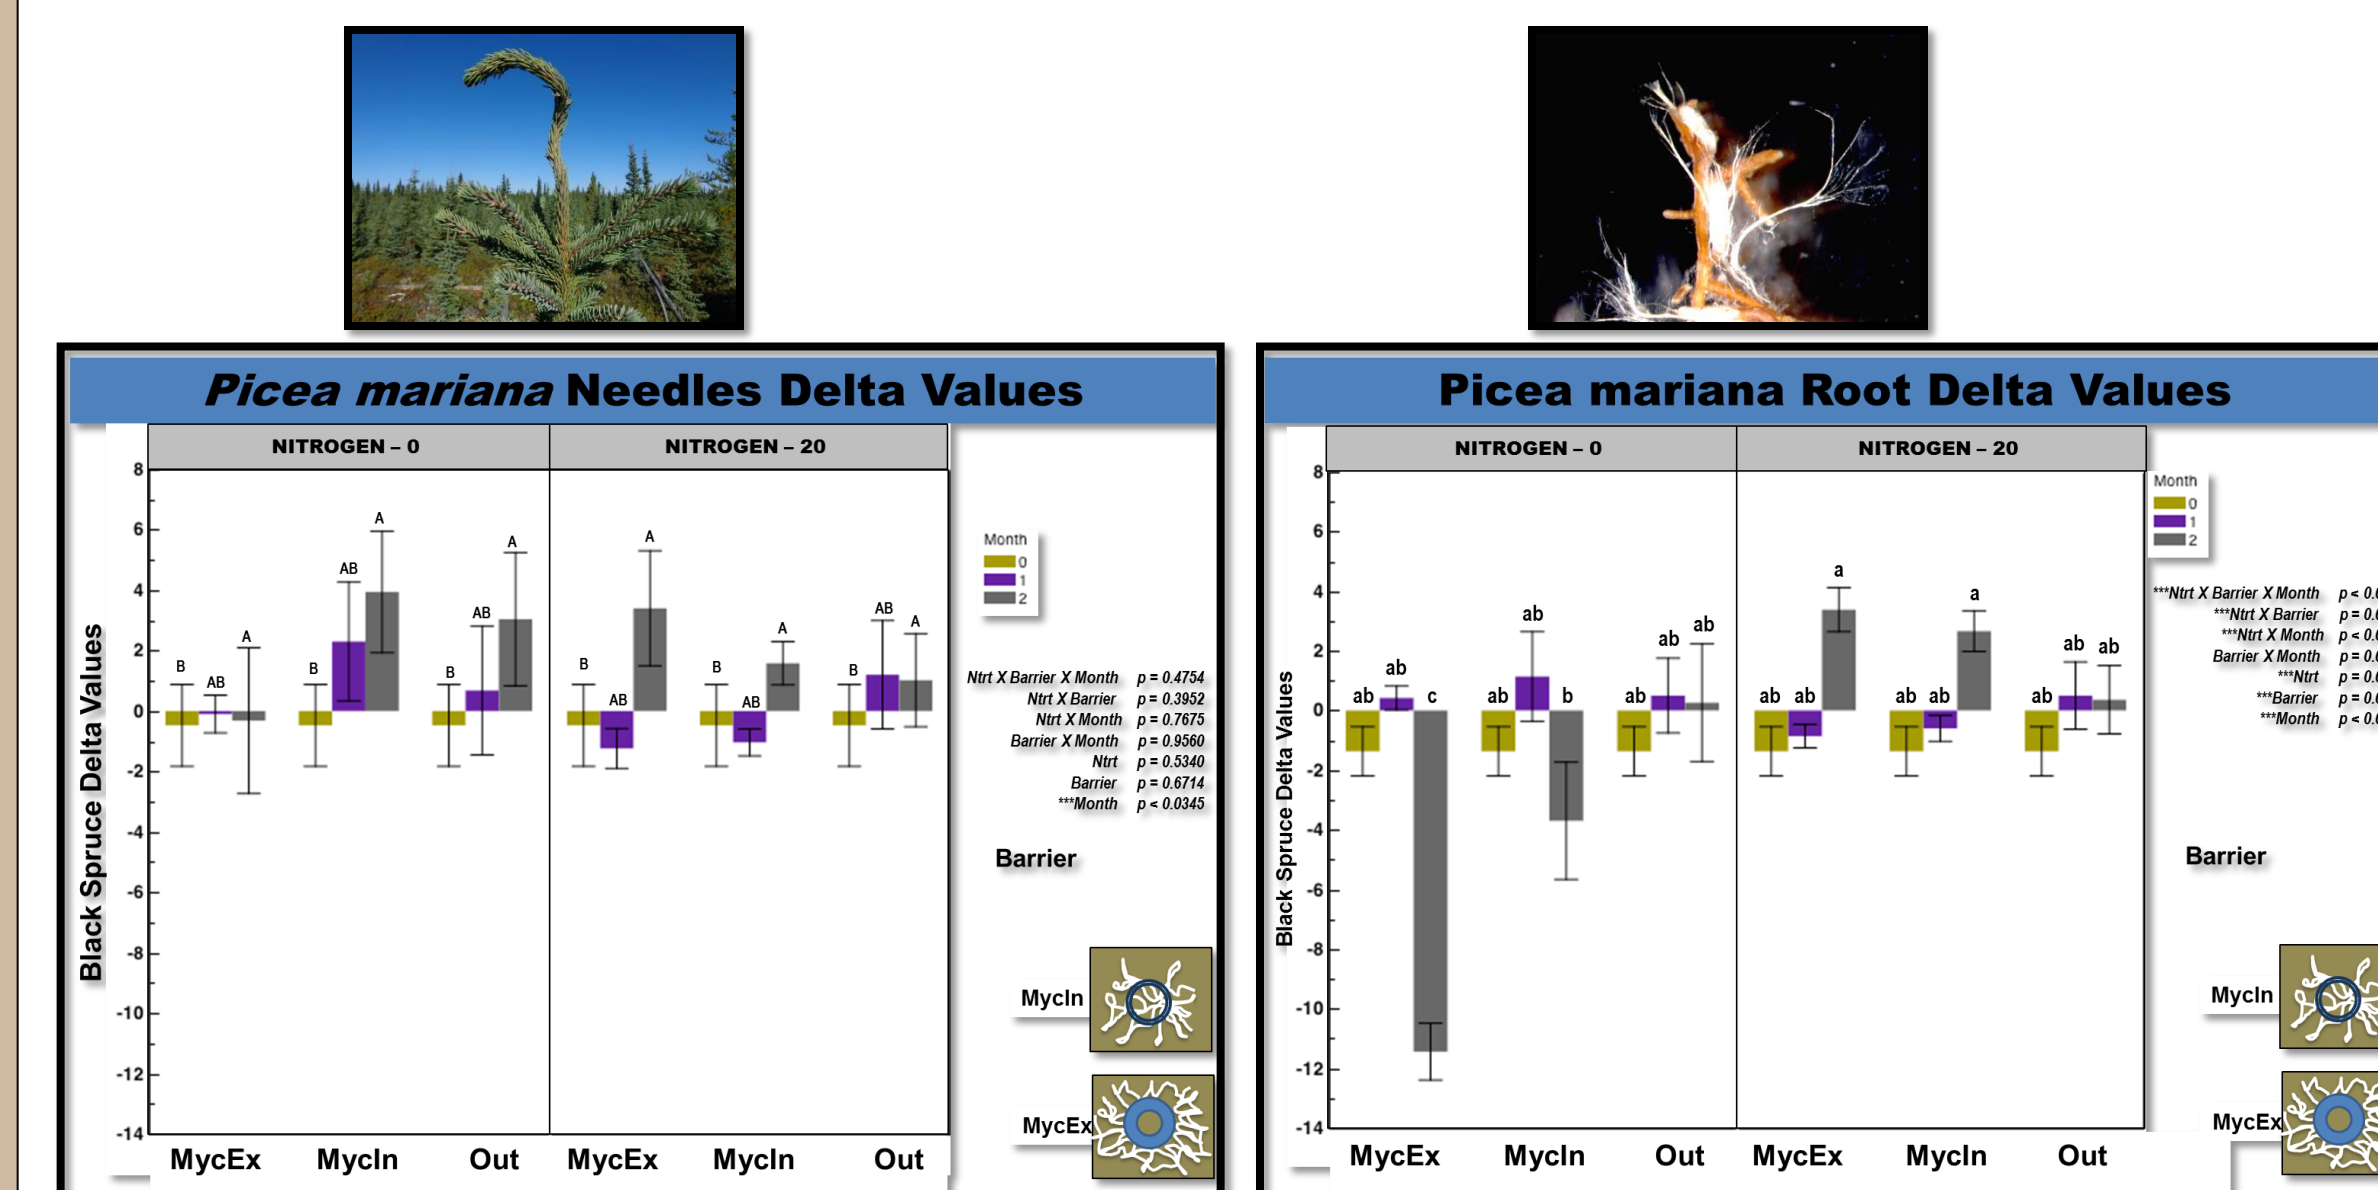 Picea mariana Needles Delta Values
NITROGEN – 0
NITROGEN – 20
8
6
4
2
0
-2
-4
-6
-8
-10
-12
-14
Black Spruce Delta Values
B
AB
A
B
AB
A
B
AB
A
B
AB
A
B
AB
A
B
AB
A
MycEx
MycIn
Out
MycEx
MycIn
Out
Month
0
1
2
Ntrt X Barrier X Month p = 0.4754
Ntrt X Barrier p = 0.3952
Ntrt X Month p = 0.7675
Barrier X Month p = 0.9560
Ntrt p = 0.5340
Barrier p = 0.6714
***Month p < 0.0345
Barrier
MycIn
MycEx
Picea mariana Root Delta Values
NITROGEN – 0
NITROGEN – 20
8
6
4
2
0
-2
-4
-6
-8
-10
-12
-14
Black Spruce Delta Values
ab
ab
c
ab
ab
b
ab
ab
ab
ab
ab
a
ab
ab
a
ab
ab
ab
MycEx
MycIn
Out
MycEx
MycIn
Out
Month
0
1
2
***Ntrt X Barrier X Month p < 0.
***Ntrt X Barrier p = 0.
***Ntrt X Month p < 0.
Barrier X Month p = 0.
***Ntrt p = 0.
***Barrier p = 0.
***Month p < 0.
Barrier
MycIn
MycEx